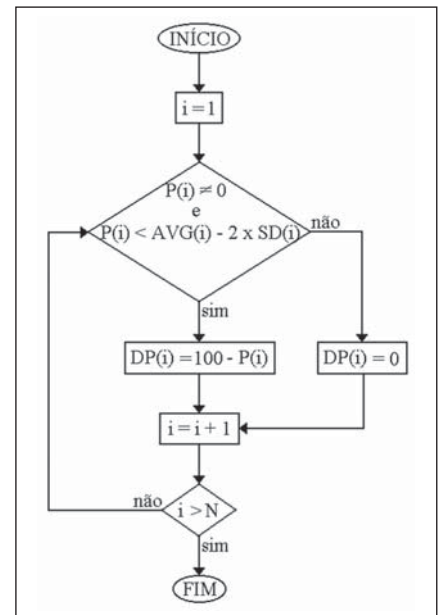 INÍCIO
i = 1
P(i) ≠ 0
e
P(i) < AVG(i) - 2 x SD(i)
não
sim
DP(i) = 100 - P(i)
DP(i) = 0
i = i + 1
não
i > N
sim
FIM